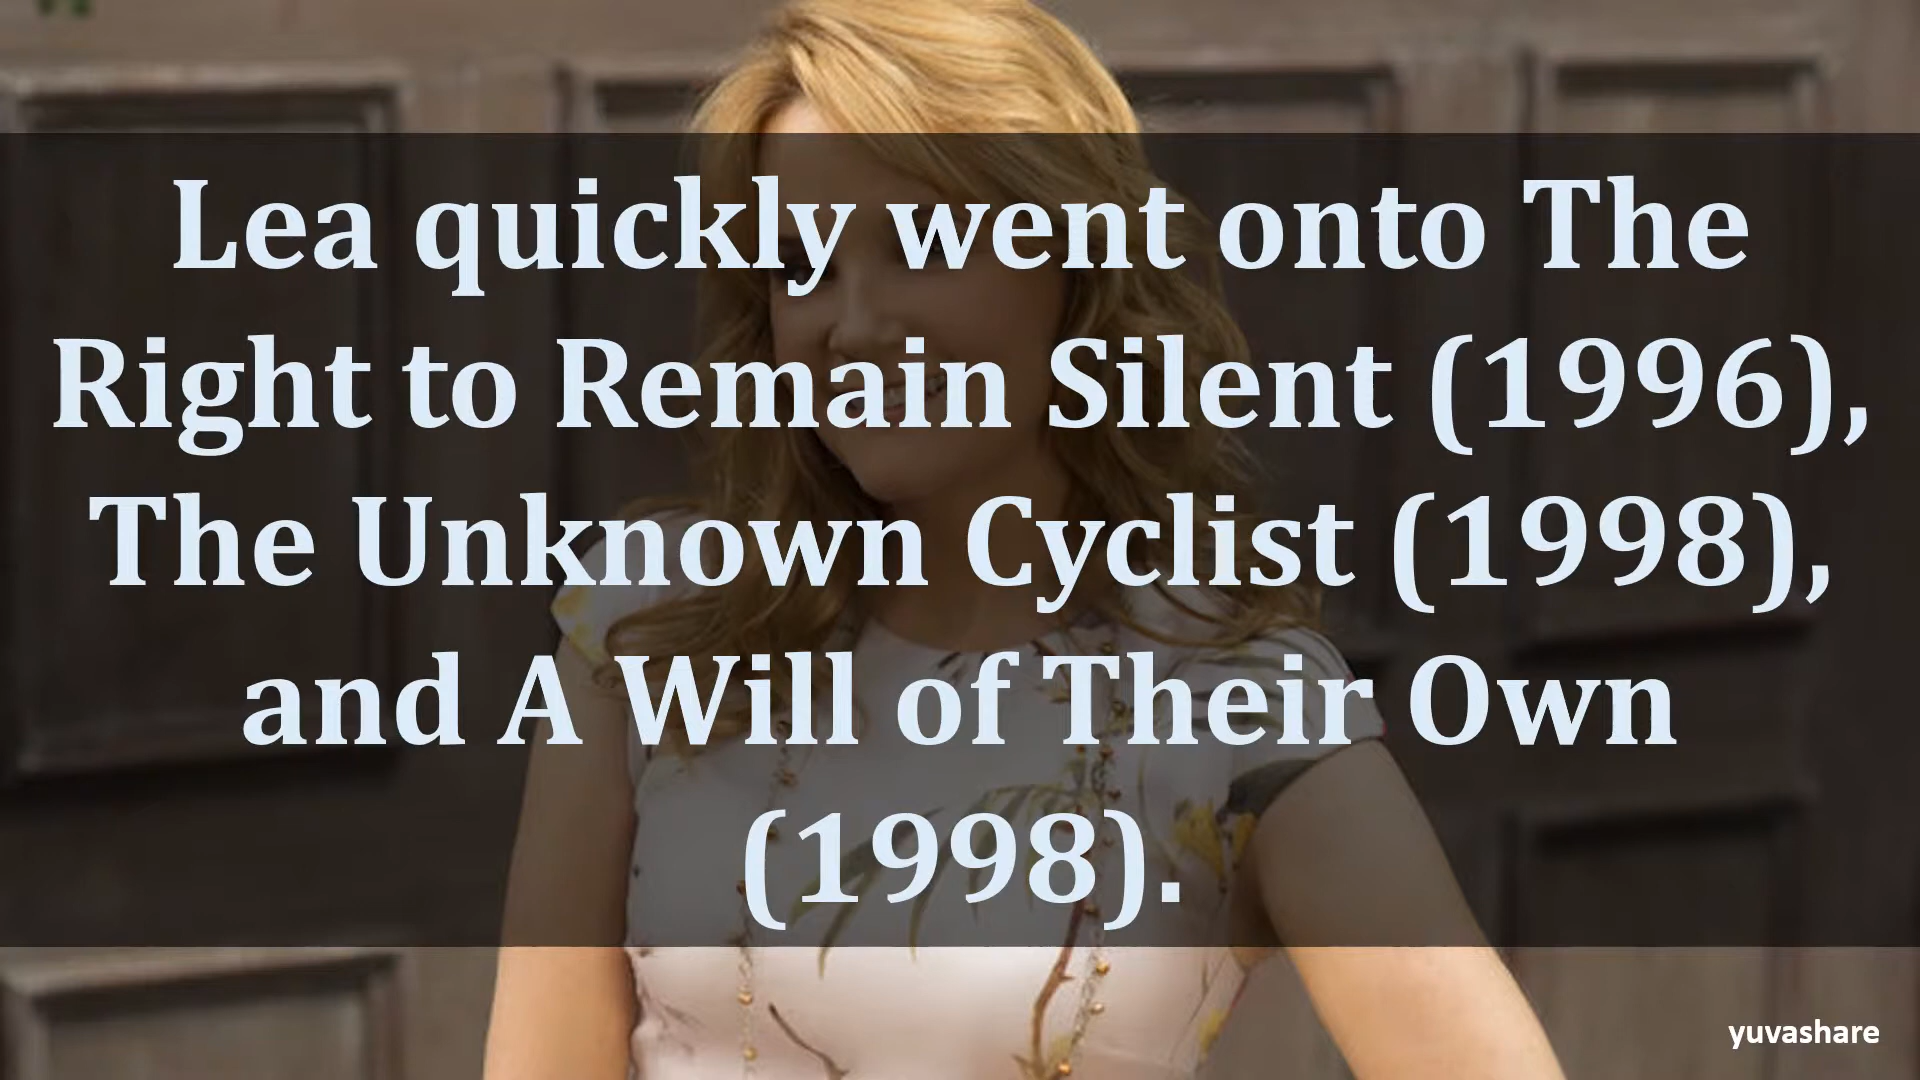 Lea quickly went onto The
Right to Remain Silent (1996),
The Unknown Cyclist (1998),
and A Will of Their Own
(1998).
yuvashare